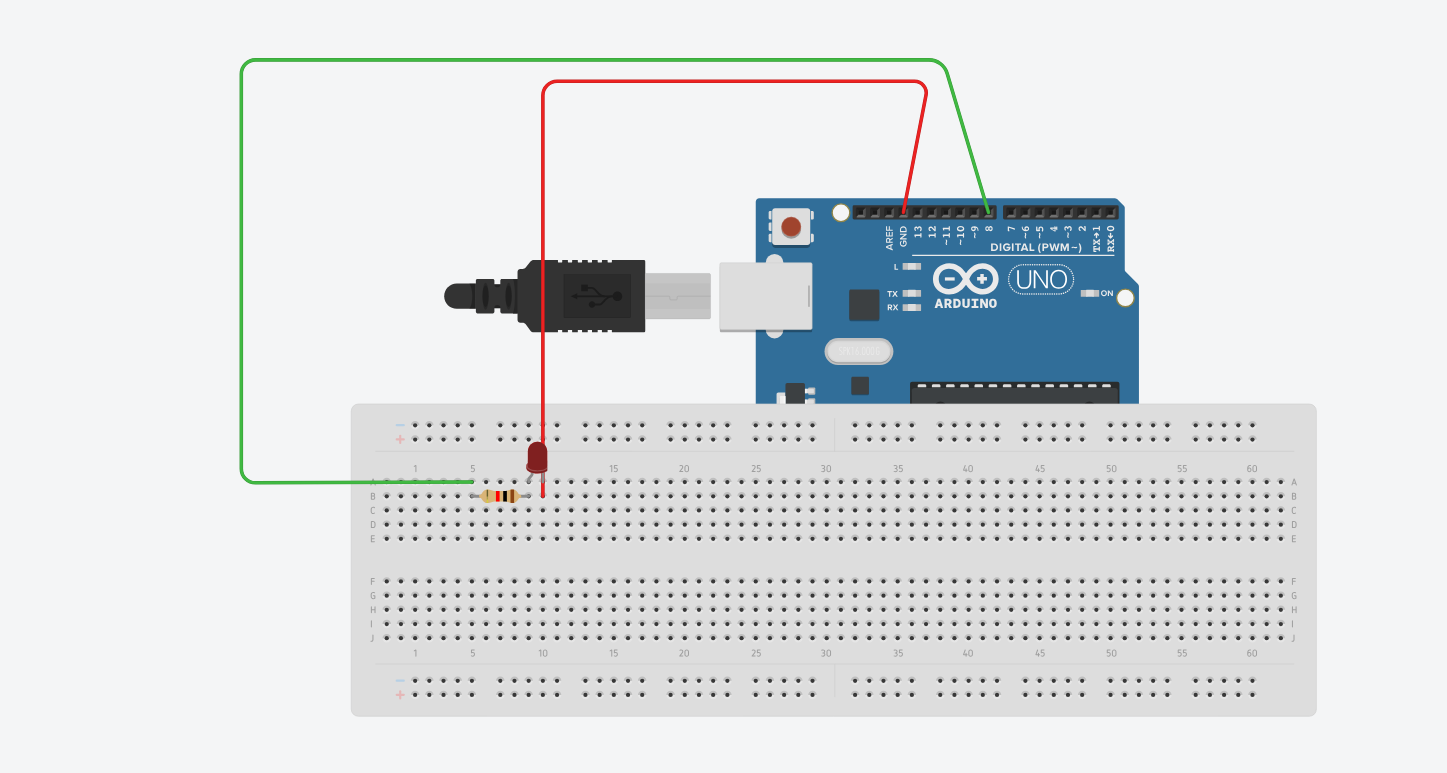 AREF
GND
13
12
~11
~10
~9
8
7
~6
~5
4
~3
2
TX→1
RX←0
DIGITAL (PWM~)
L
TX
RX
ARDUINO
UNO
ON
1 5 15 20 25 30 35 40 45 50 55 60
A A
B B
C C
D D
E E
F F
G G
H H
I I
J J
1 5 10 15 20 25 30 35 40 45 50 55 60